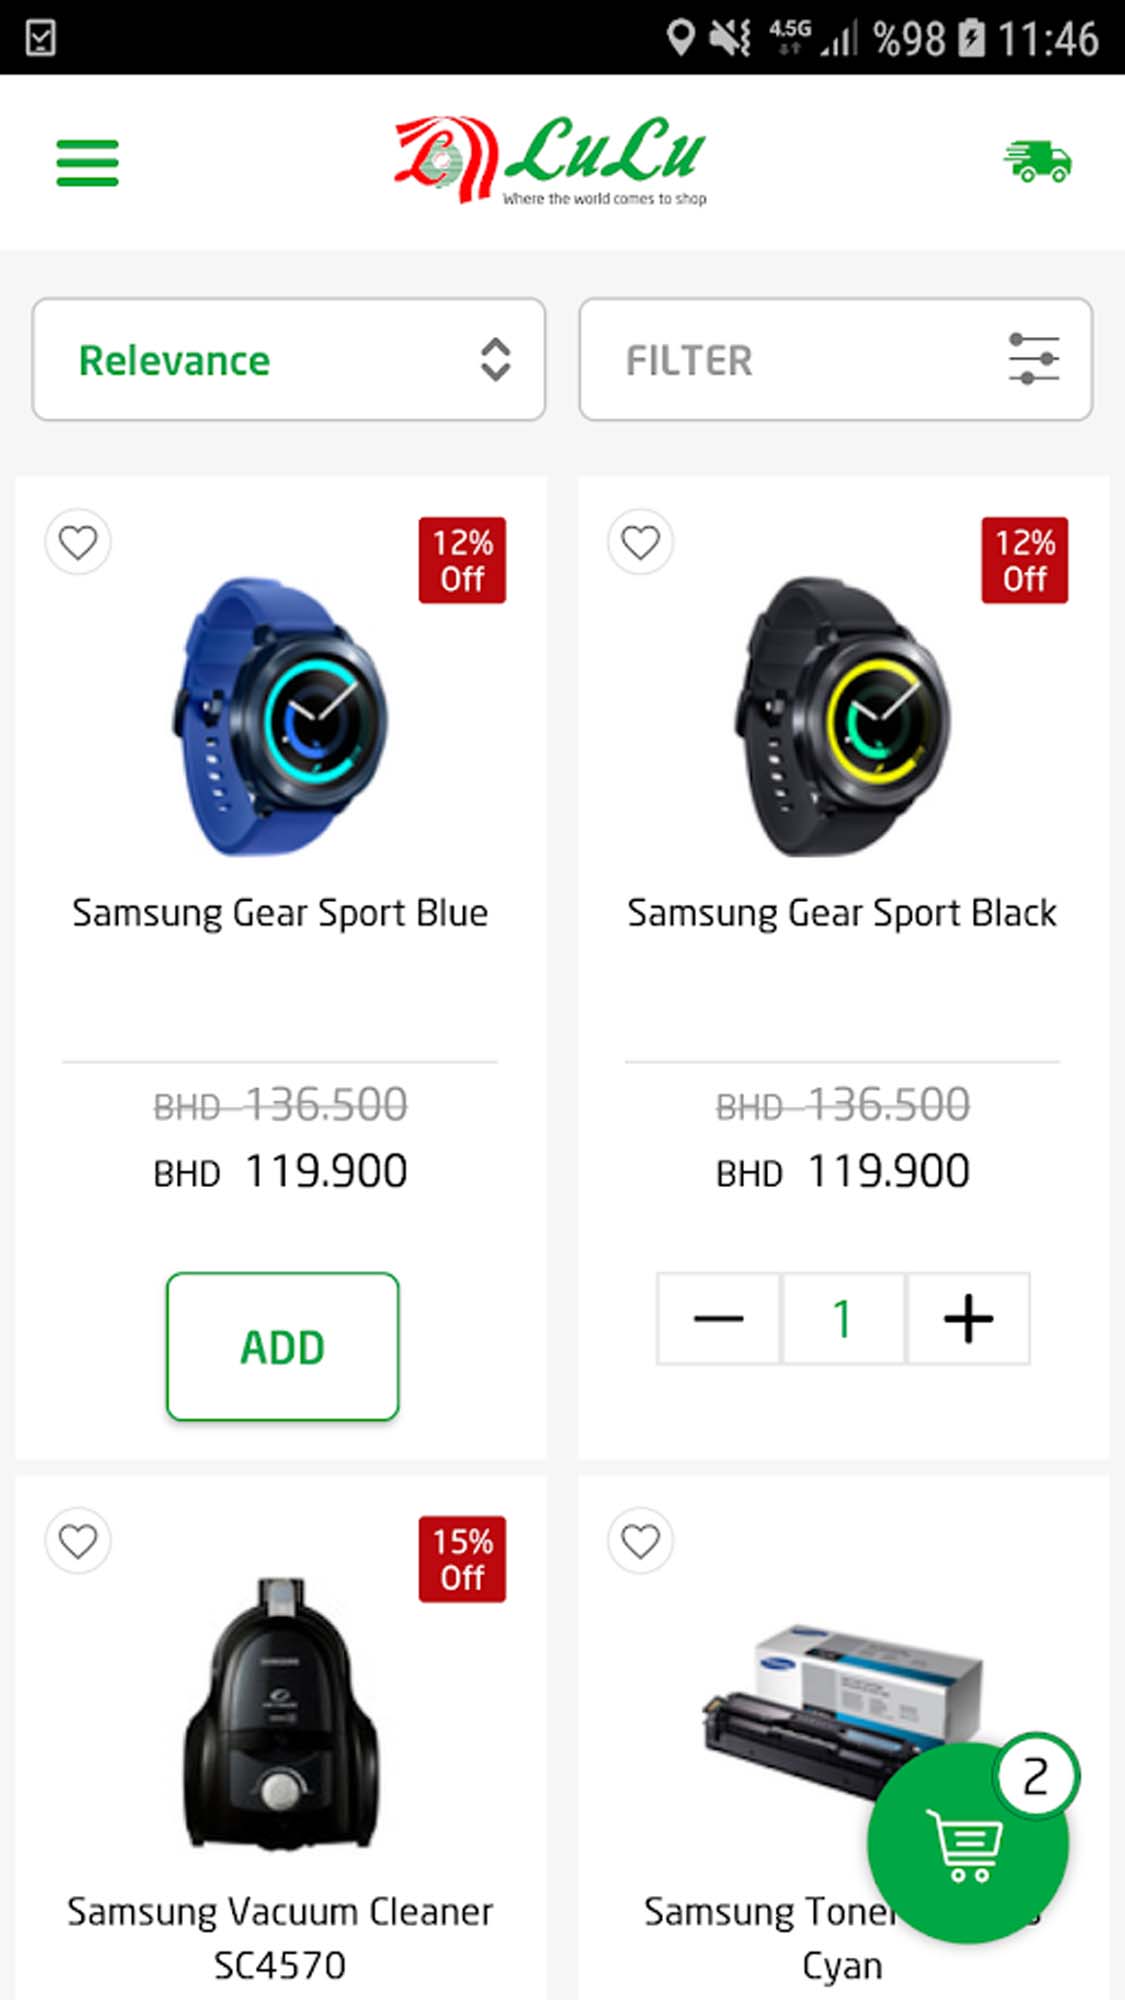 4.5G %98 11:46
LuLu
Where the world comes to shop
Relevance
FILTER
12%
Off
12%
Off
Samsung Gear Sport Blue
Samsung Gear Sport Black
BHD 136.500
BHD 119.900
BHD 136.500
BHD 119.900
ADD
1
15%
Off
SAMSUNG
SAMSUNG
2
Samsung Vacuum Cleaner
SC4570
Samsung Toner
Cyan